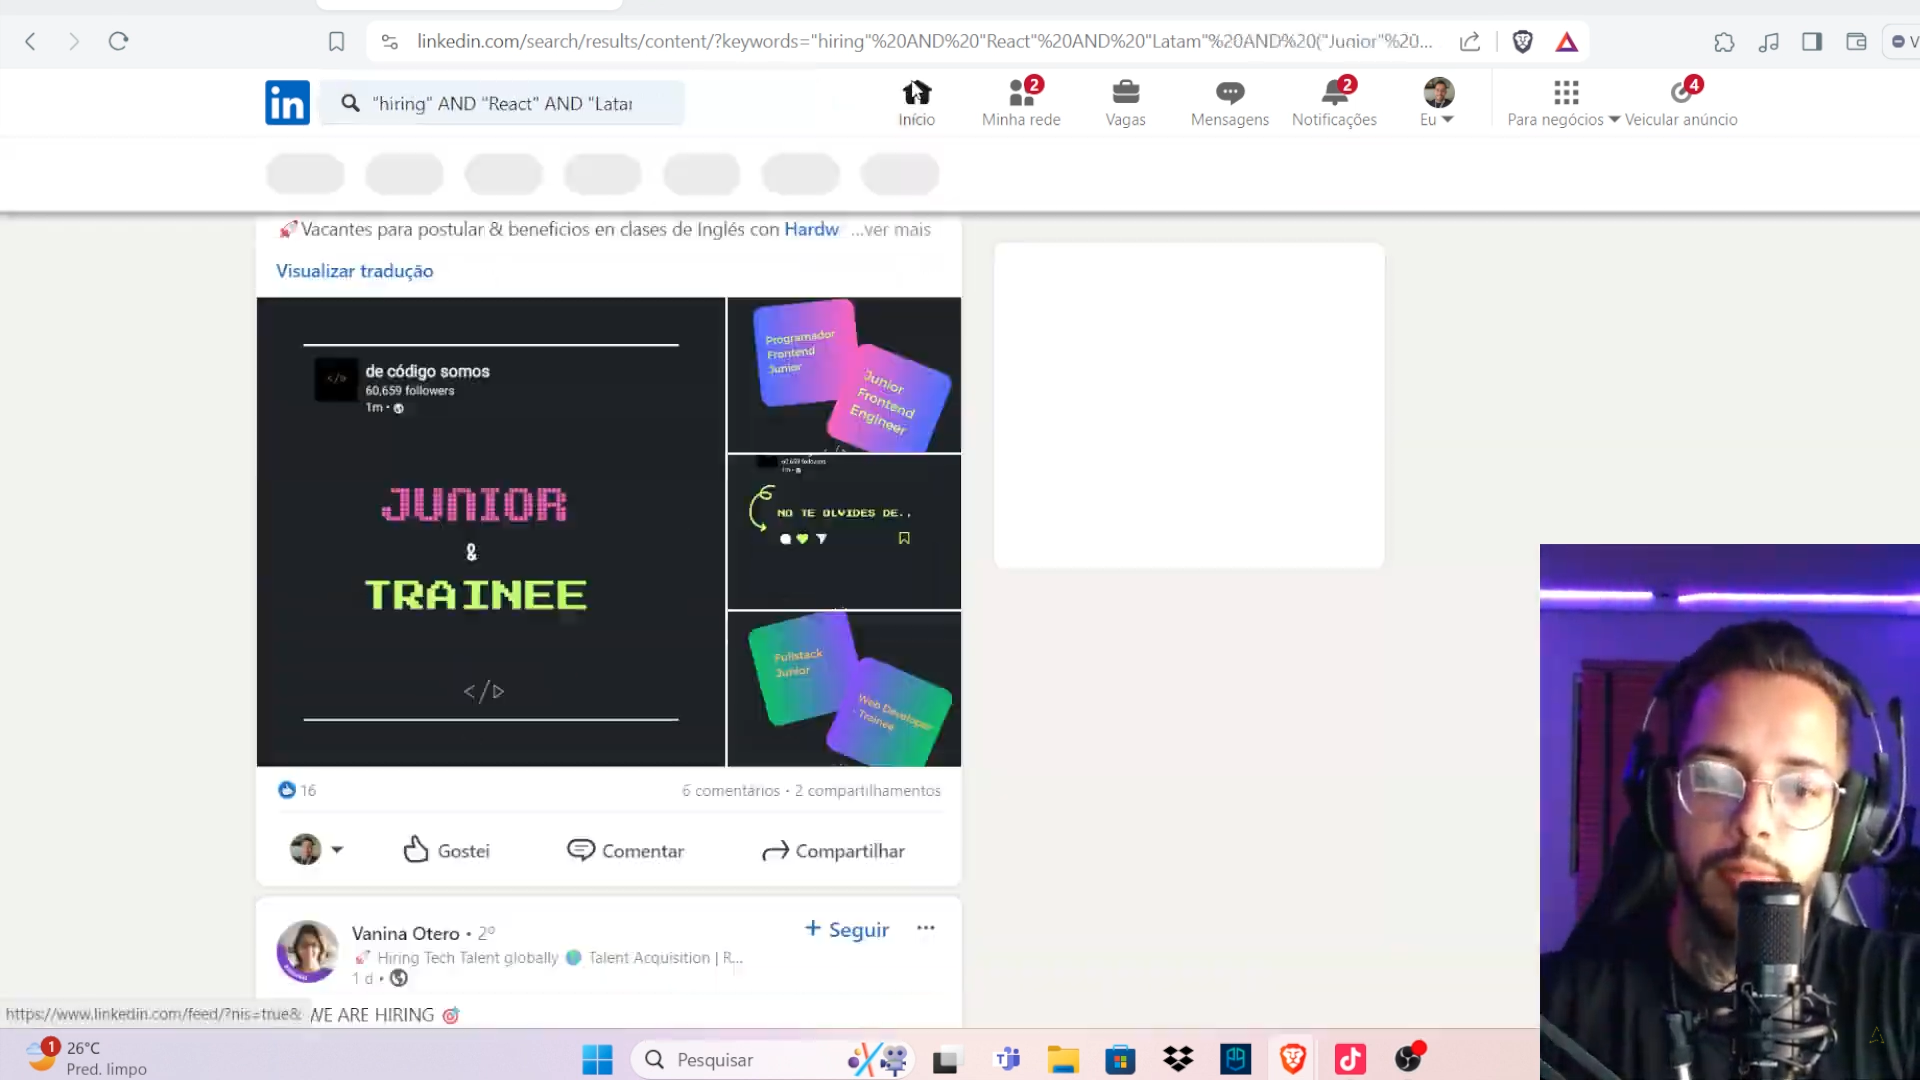 linkedin.com/search/results/content/?keywords="hiring"%20AND%20"React"%20AND%20"Latam"%20AND%20("Junior"%20...
V
in
"hiring" AND "React" AND "Latar
Início
2
Minha rede
Vagas
Mensagens
2
Notificações
Eu
Para negócios
4
Veicular anúncio
🚀Vacantes para postular & beneficios en clases de Inglés con Hardw ...ver mais
Visualizar tradução
de código somos
60,659 followers
1m •
JUNIOR
&
TRAINEE
Programador
Frontend
Junior
Junior
Frontend
Engineer
60,659 followers
1m •
NO TE OLVIDES DE..
Fullstack
Junior
Web Developer
- Trainee
16
6 comentários • 2 compartilhamentos
Gostei
Comentar
Compartilhar
Vanina Otero • 2º
+ Seguir
🚀 Hiring Tech Talent globally 🌎 Talent Acquisition | R...
1 d •
WE ARE HIRING 🎯
https://www.linkedin.com/feed/?nis=true&
1
26°C
Pred. limpo
Pesquisar